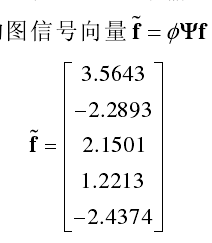 图信号向量 f̃ = ϕΨf
f̃ =
3.5643
-2.2893
2.1501
1.2213
-2.4374